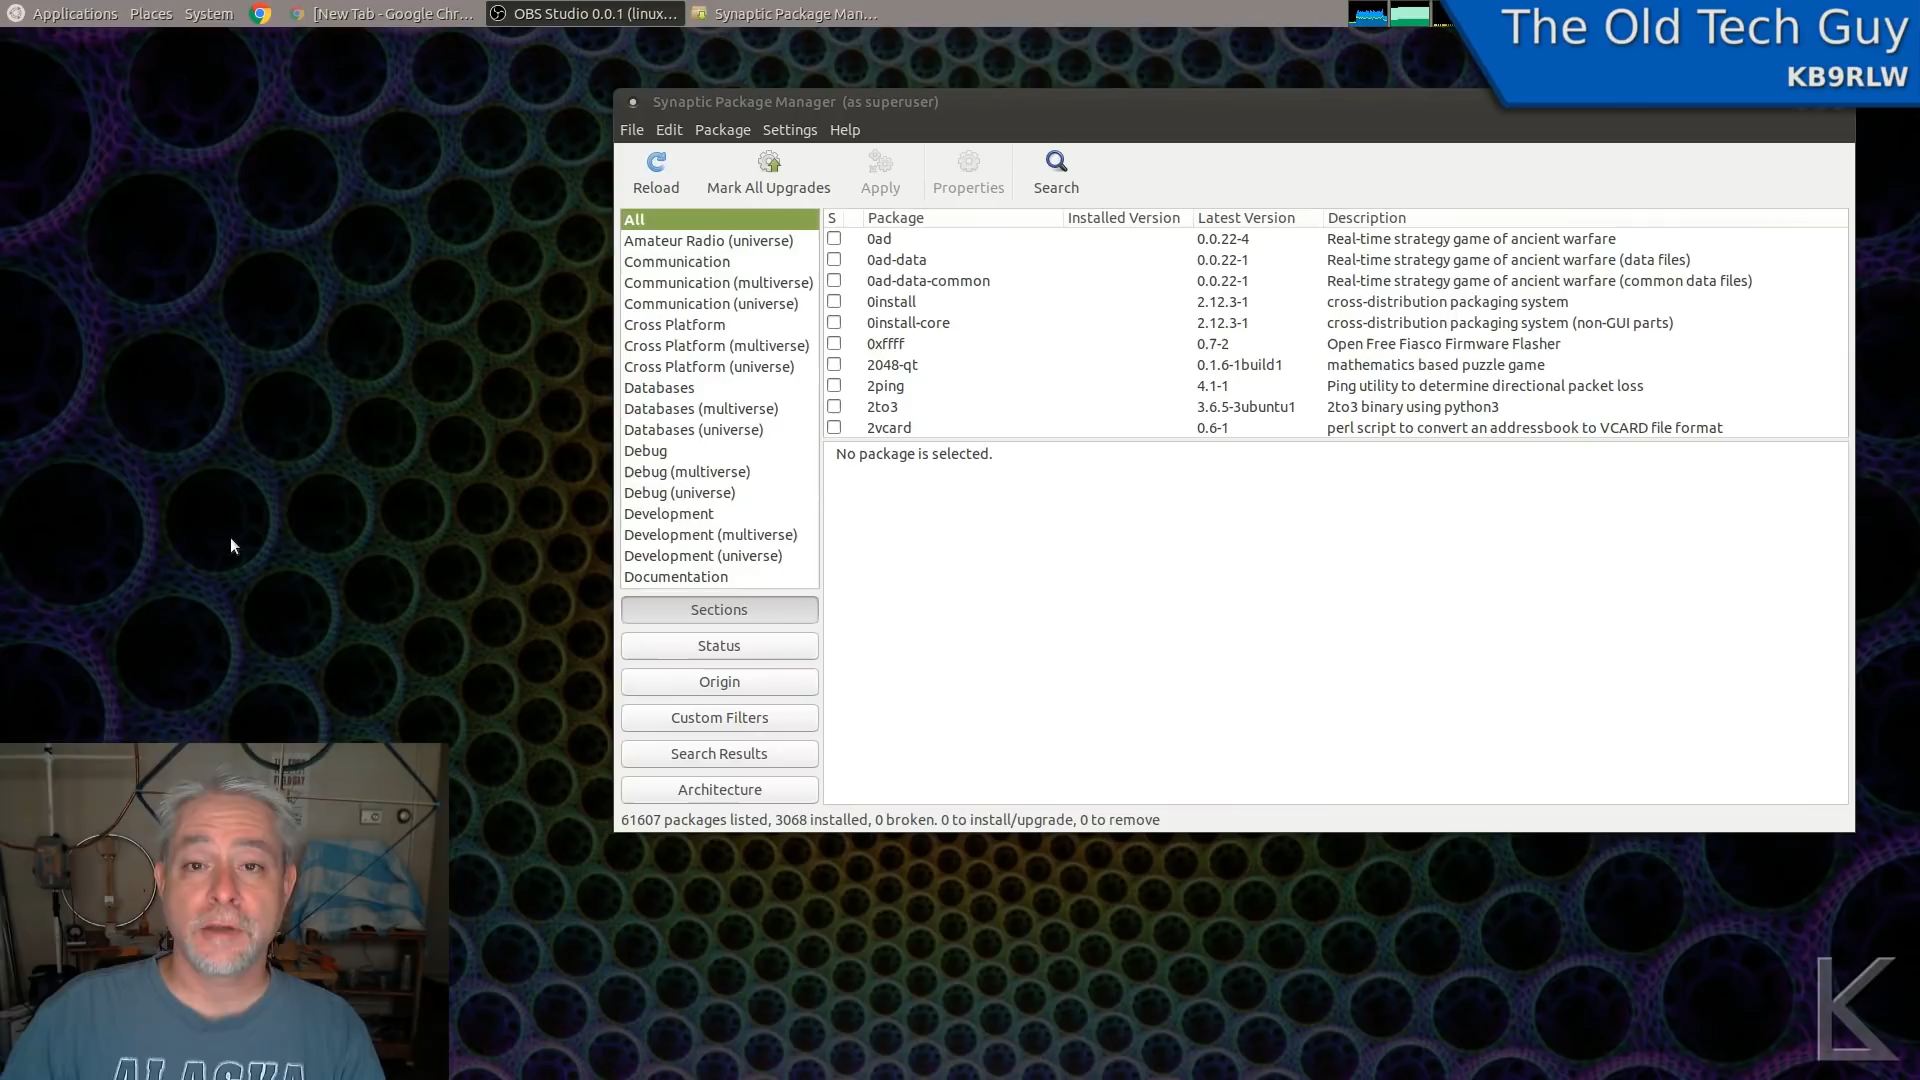 Applications Places System [New Tab - Google Chr... OBS Studio 0.0.1 (linux... Synaptic Package Man...
The Old Tech Guy
KB9RLW
Synaptic Package Manager (as superuser)
File Edit Package Settings Help
Reload Mark All Upgrades Apply Properties Search
S Package Installed Version Latest Version Description
All
Amateur Radio (universe)
Communication
Communication (multiverse)
Communication (universe)
Cross Platform
Cross Platform (multiverse)
Cross Platform (universe)
Databases
Databases (multiverse)
Databases (universe)
Debug
Debug (multiverse)
Debug (universe)
Development
Development (multiverse)
Development (universe)
Documentation
0ad 0.0.22-4 Real-time strategy game of ancient warfare
0ad-data 0.0.22-1 Real-time strategy game of ancient warfare (data files)
0ad-data-common 0.0.22-1 Real-time strategy game of ancient warfare (common data files)
0install 2.12.3-1 cross-distribution packaging system
0install-core 2.12.3-1 cross-distribution packaging system (non-GUI parts)
0xffff 0.7-2 Open Free Fiasco Firmware Flasher
2048-qt 0.1.6-1build1 mathematics based puzzle game
2ping 4.1-1 Ping utility to determine directional packet loss
2to3 3.6.5-3ubuntu1 2to3 binary using python3
2vcard 0.6-1 perl script to convert an addressbook to VCARD file format
No package is selected.
Sections
Status
Origin
Custom Filters
Search Results
Architecture
61607 packages listed, 3068 installed, 0 broken. 0 to install/upgrade, 0 to remove
ALASKA
K